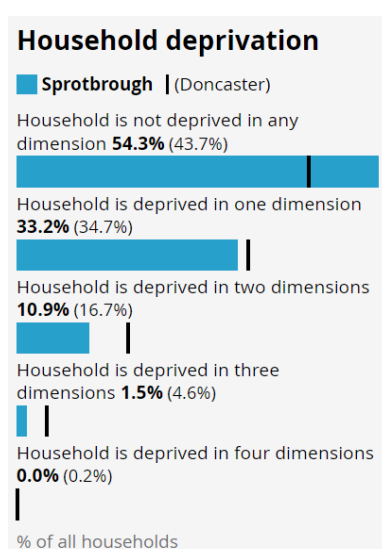 Household deprivation
Sprotbrough (Doncaster)
Household is not deprived in any
dimension 54.3% (43.7%)
Household is deprived in one dimension
33.2% (34.7%)
Household is deprived in two dimensions
10.9% (16.7%)
Household is deprived in three
dimensions 1.5% (4.6%)
Household is deprived in four dimensions
0.0% (0.2%)
% of all households